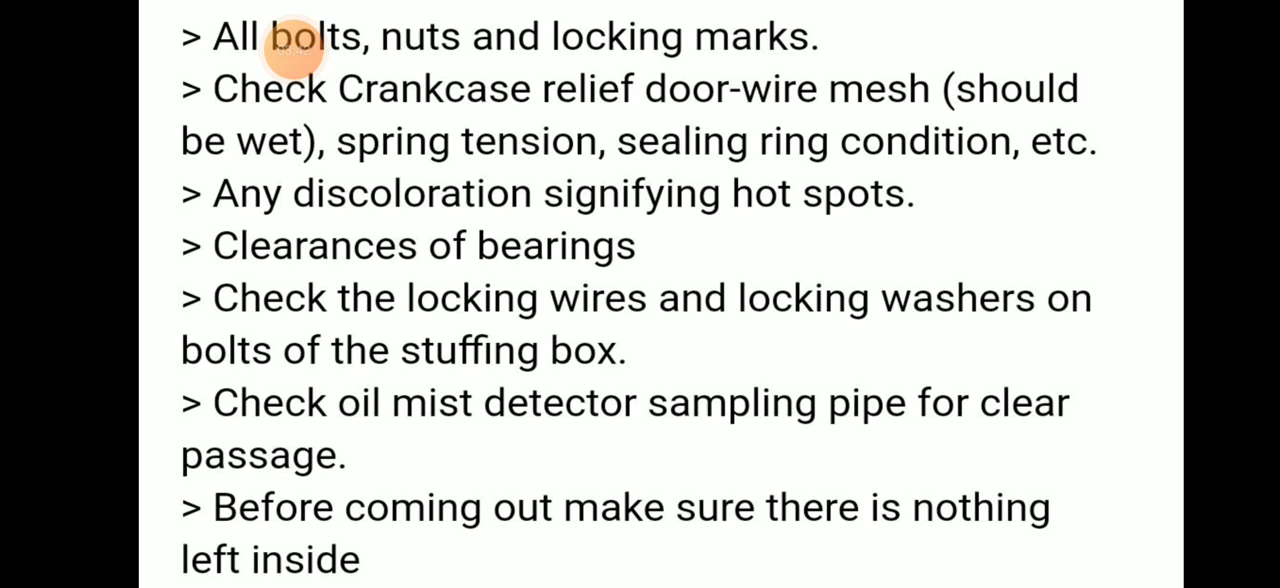 > All bolts, nuts and locking marks.
> Check Crankcase relief door-wire mesh (should
be wet), spring tension, sealing ring condition, etc.
> Any discoloration signifying hot spots.
> Clearances of bearings
> Check the locking wires and locking washers on
bolts of the stuffing box.
> Check oil mist detector sampling pipe for clear
passage.
> Before coming out make sure there is nothing
left inside